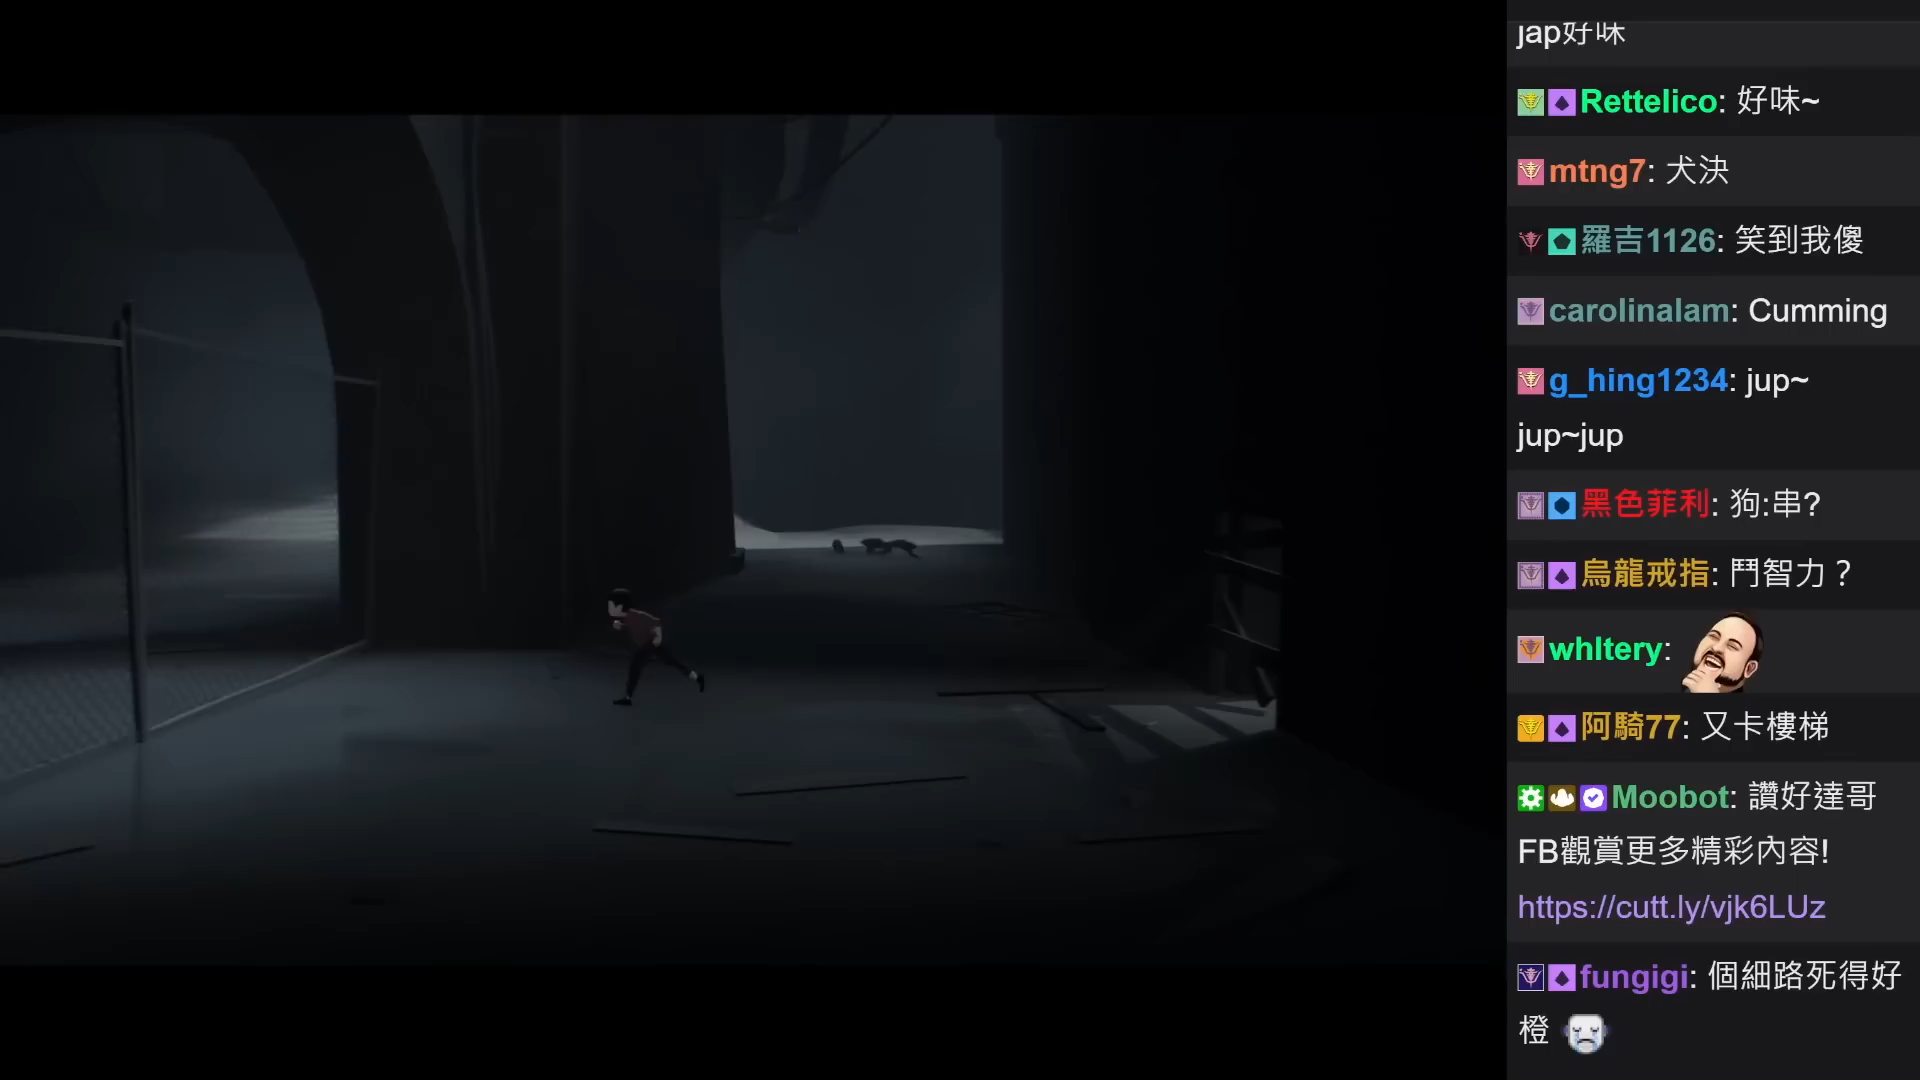 jap好味
Rettelico: 好味~
mtng7: 犬決
羅吉1126: 笑到我傻
carolinalam: Cumming
g_hing1234: jup~
jup~jup
黑色菲利: 狗:串?
烏龍戒指: 鬥智力？
whltery:
阿騎77: 又卡樓梯
Moobot: 讚好達哥
FB觀賞更多精彩內容!
https://cutt.ly/vjk6LUz
fungigi: 個細路死得好
橙